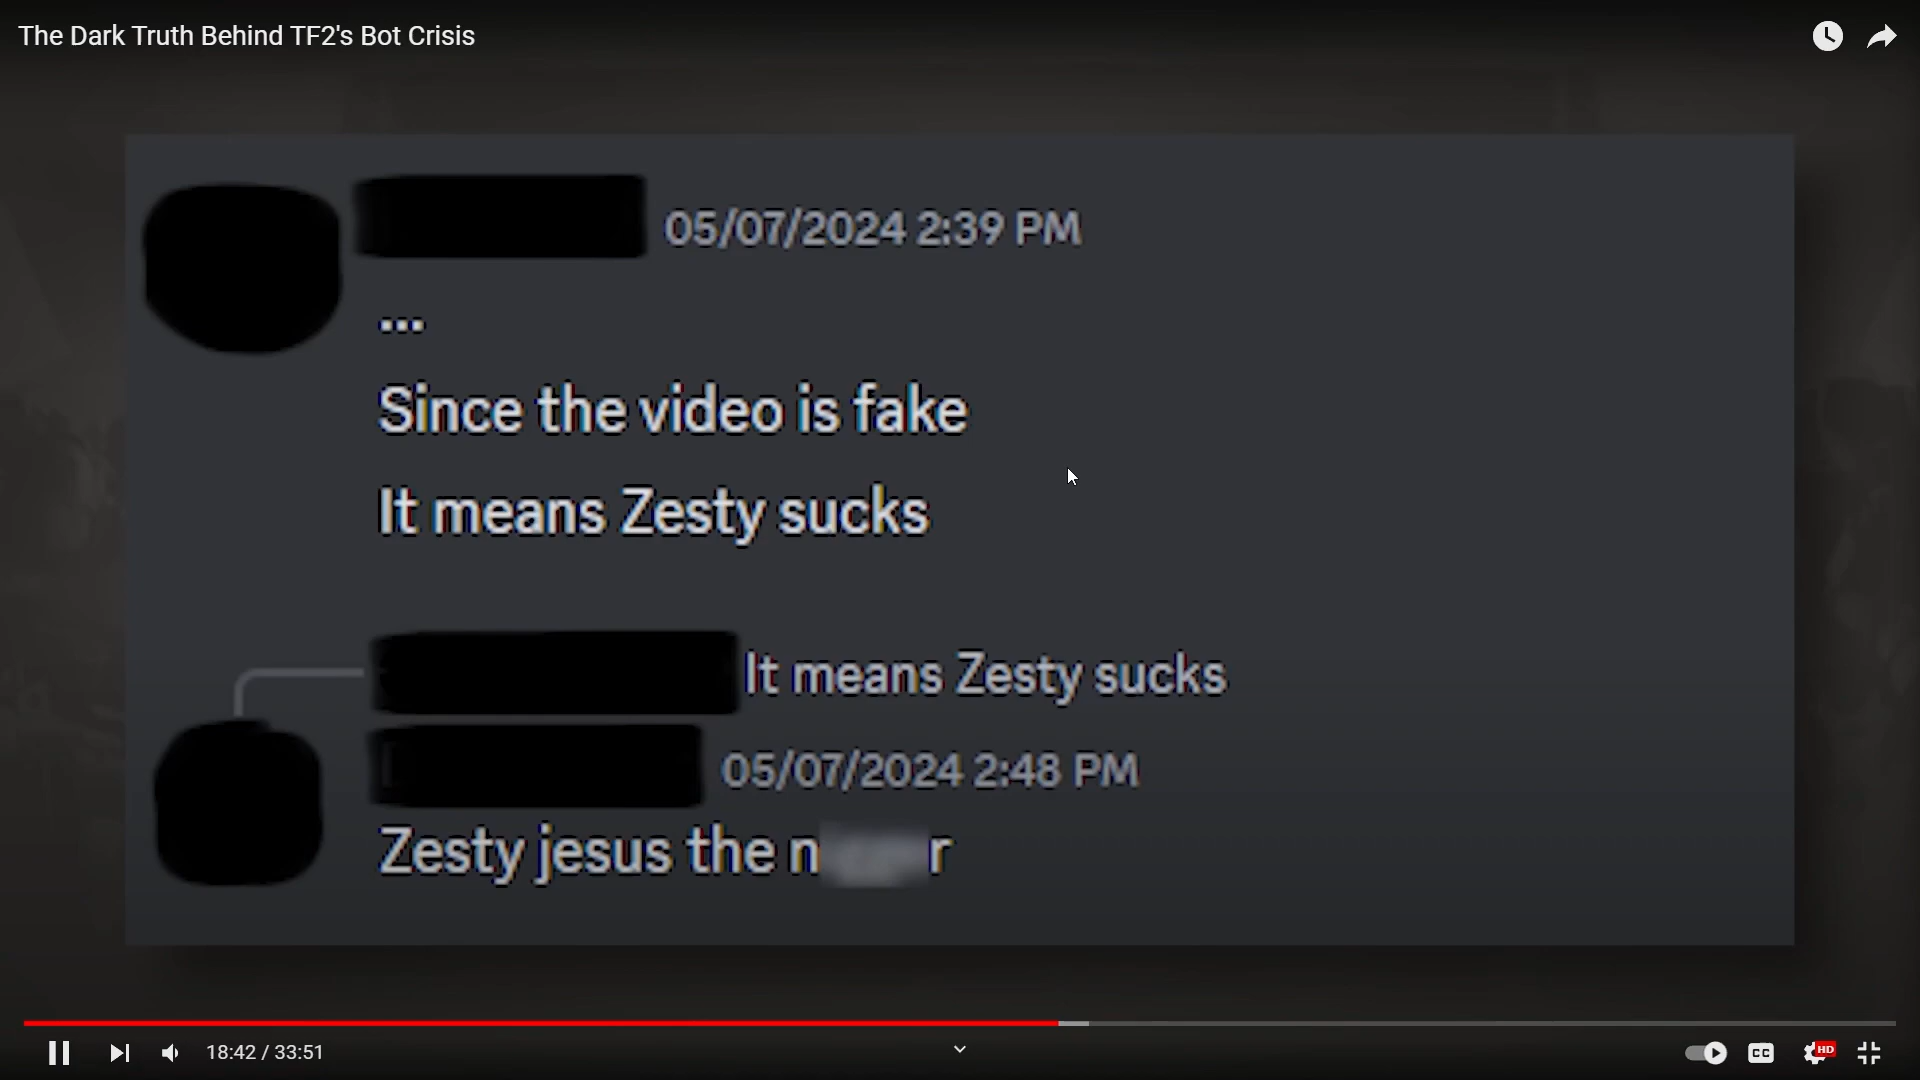 The Dark Truth Behind TF2's Bot Crisis
05/07/2024 2:39 PM
...
Since the video is fake
It means Zesty sucks
It means Zesty sucks
05/07/2024 2:48 PM
Zesty jesus the
18:42 / 33:51
CC
HD